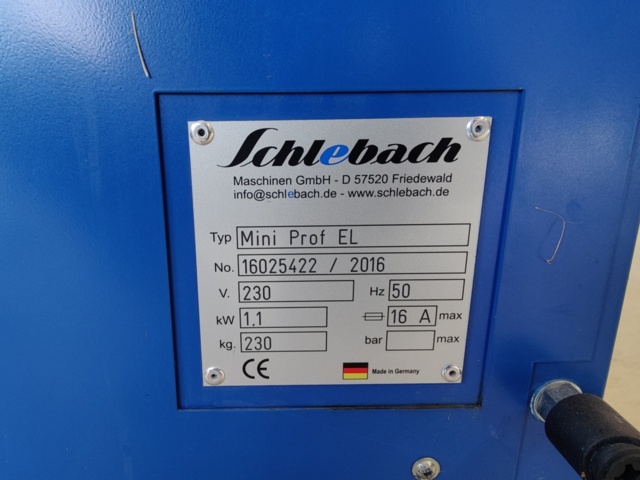 Schlebach
Maschinen GmbH - D 57520 Friedewald
info@schlebach.de - www.schlebach.de
Typ Mini Prof EL
No. 16025422 / 2016
V. 230 Hz 50
kW 1,1 16 A max
kg. 230 bar max
CE Made in Germany